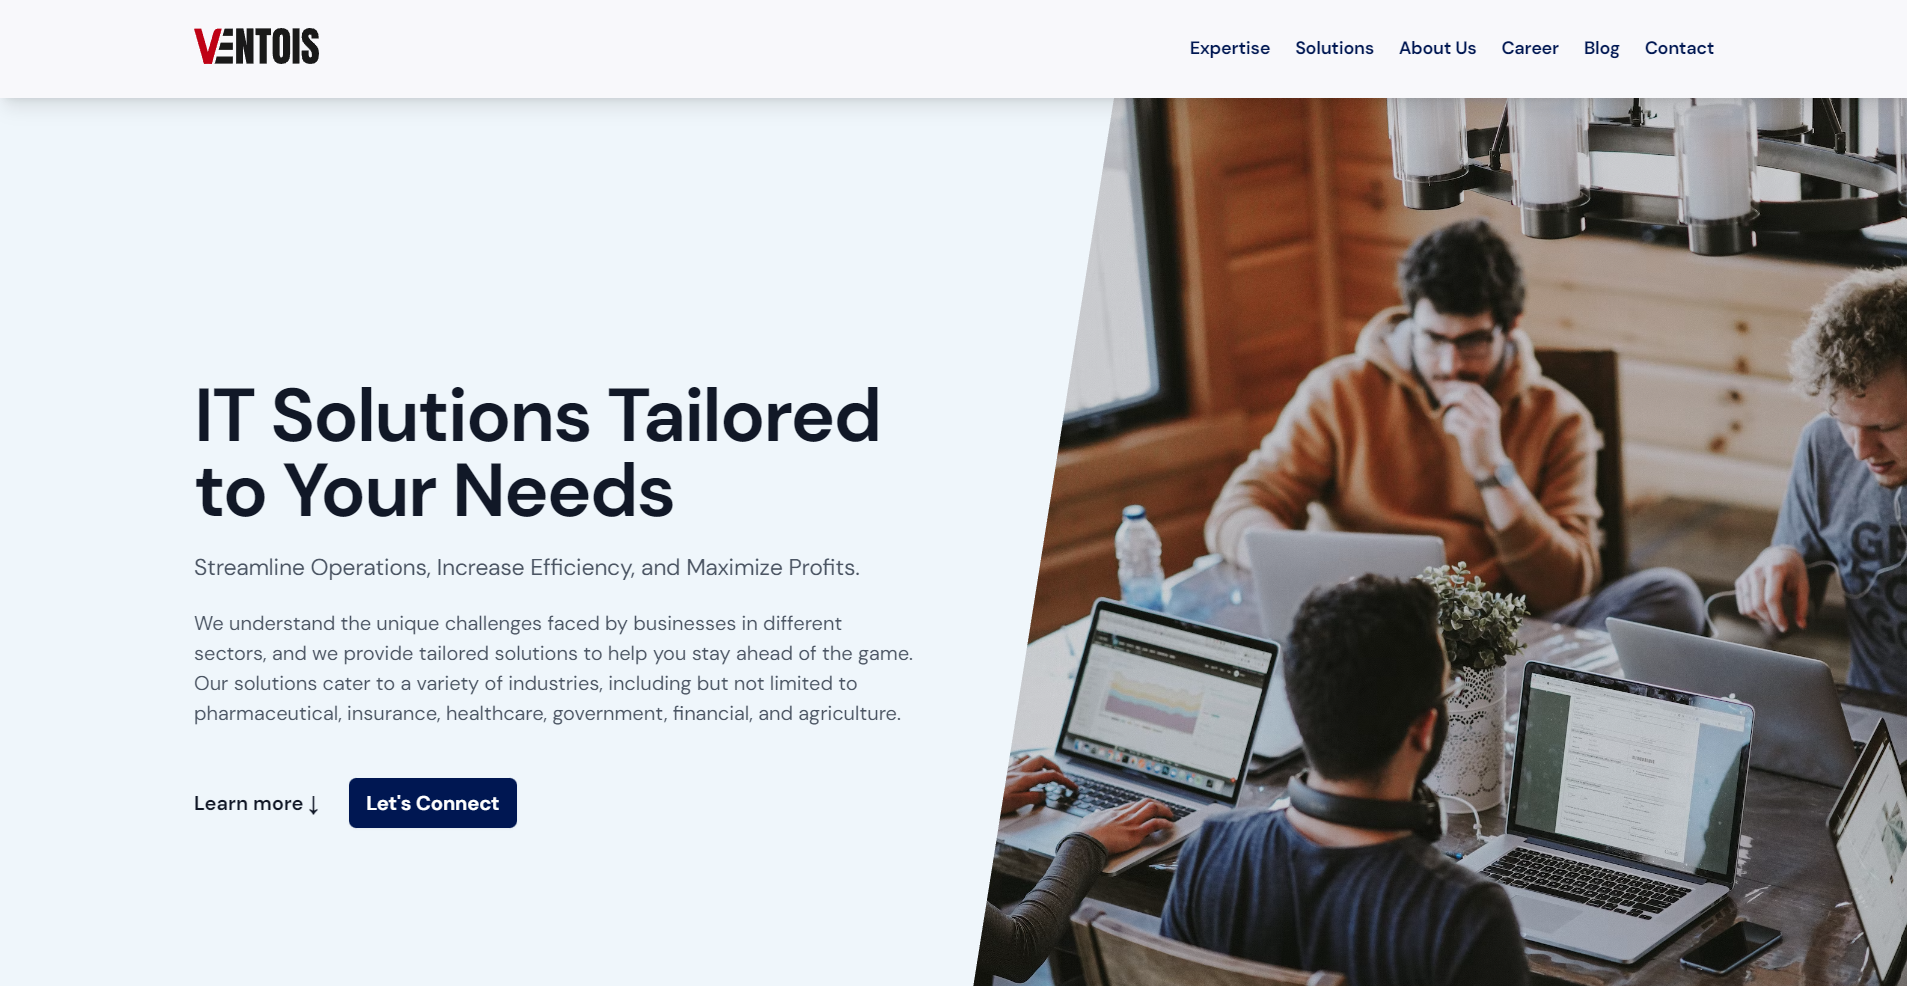 VENTOIS
Expertise
Solutions
About Us
Career
Blog
Contact
IT Solutions Tailored
to Your Needs
Streamline Operations, Increase Efficiency, and Maximize Profits.
We understand the unique challenges faced by businesses in different
sectors, and we provide tailored solutions to help you stay ahead of the game.
Our solutions cater to a variety of industries, including but not limited to
pharmaceutical, insurance, healthcare, government, financial, and agriculture.
Learn more ↓
Let's Connect